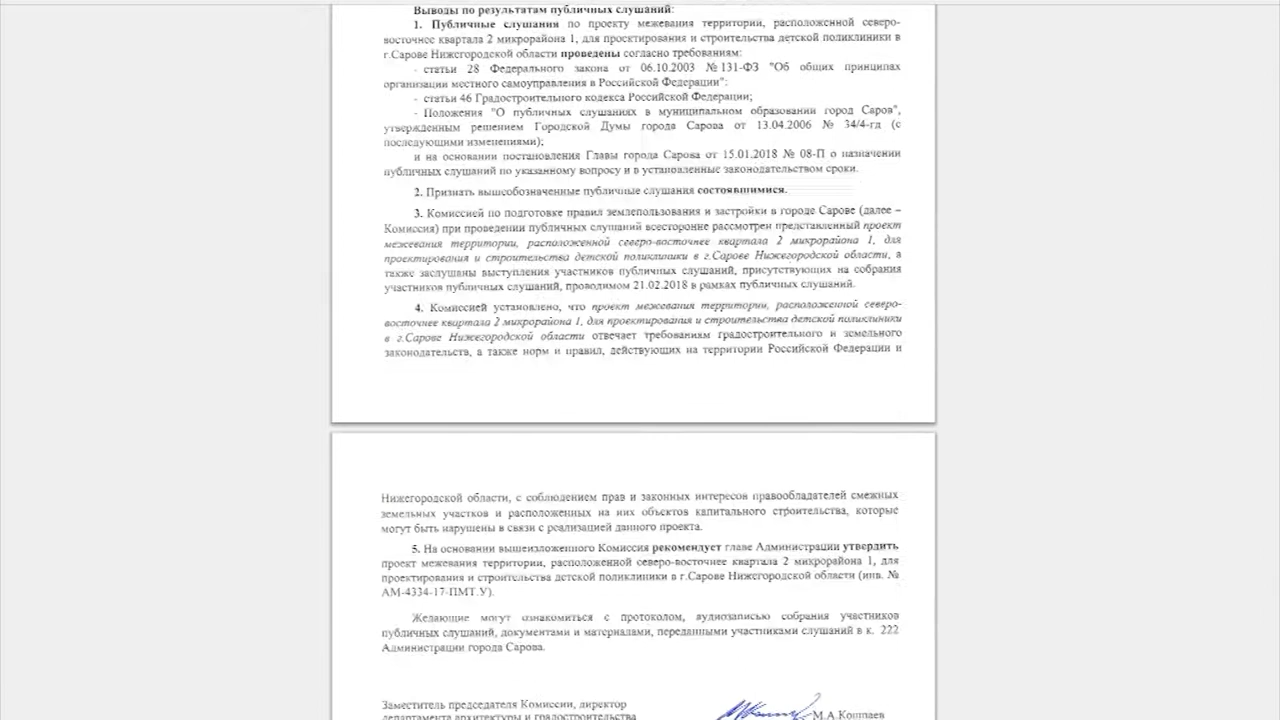 Выводы по результатам публичных слушаний:
1. Публичные слушания по проекту межевания территории, расположенной северо-
восточнее квартала 2 микрорайона 1, для проектирования и строительства детской поликлиники в
г.Сарове Нижегородской области проведены согласно требованиям:
- статьи 28 Федерального закона от 06.10.2003 №131-ФЗ "Об общих принципах
организации местного самоуправления в Российской Федерации":
- статьи 46 Градостроительного кодекса Российской Федерации;
- Положения "О публичных слушаниях в муниципальном образовании город Саров",
утвержденным решением Городской Думы города Сарова от 13.04.2006 № 34/4-гд (с
последующими изменениями);
и на основании постановления Главы города Сарова от 15.01.2018 № 08-П о назначении
публичных слушаний по указанному вопросу и в установленные законодательством сроки.
2. Признать вышеобозначенные публичные слушания состоявшимися.
3. Комиссией по подготовке правил землепользования и застройки в городе Сарове (далее –
Комиссия) при проведении публичных слушаний всесторонне рассмотрен представленный проект
межевания территории, расположенной северо-восточнее квартала 2 микрорайона 1, для
проектирования и строительства детской поликлиники в г.Сарове Нижегородской области, а
также заслушаны выступления участников публичных слушаний, присутствующих на собрания
участников публичных слушаний, проводимом 21.02.2018 в рамках публичных слушаний.
4. Комиссией установлено, что проект межевания территории, расположенной северо-
восточнее квартала 2 микрорайона 1, для проектирования и строительства детской поликлиники
в г.Сарове Нижегородской области отвечает требованиям градостроительного и земельного
законодательств, а также норм и правил, действующих на территории Российской Федерации и
Нижегородской области, с соблюдением прав и законных интересов правообладателей смежных
земельных участков и расположенных на них объектов капитального строительства, которые
могут быть нарушены в связи с реализацией данного проекта.
5. На основании вышеизложенного Комиссия рекомендует главе Администрации утвердить
проект межевания территории, расположенной северо-восточнее квартала 2 микрорайона 1, для
проектирования и строительства детской поликлиники в г.Сарове Нижегородской области (инв. №
АМ-4334-17-ПМТ.У).
Желающие могут ознакомиться с протоколом, аудиозаписью собрания участников
публичных слушаний, документами и материалами, переданными участниками слушаний в к. 222
Администрации города Сарова.
Заместитель председателя Комиссии, директор
департамента архитектуры и градостроительства
М.А.Кошпаев